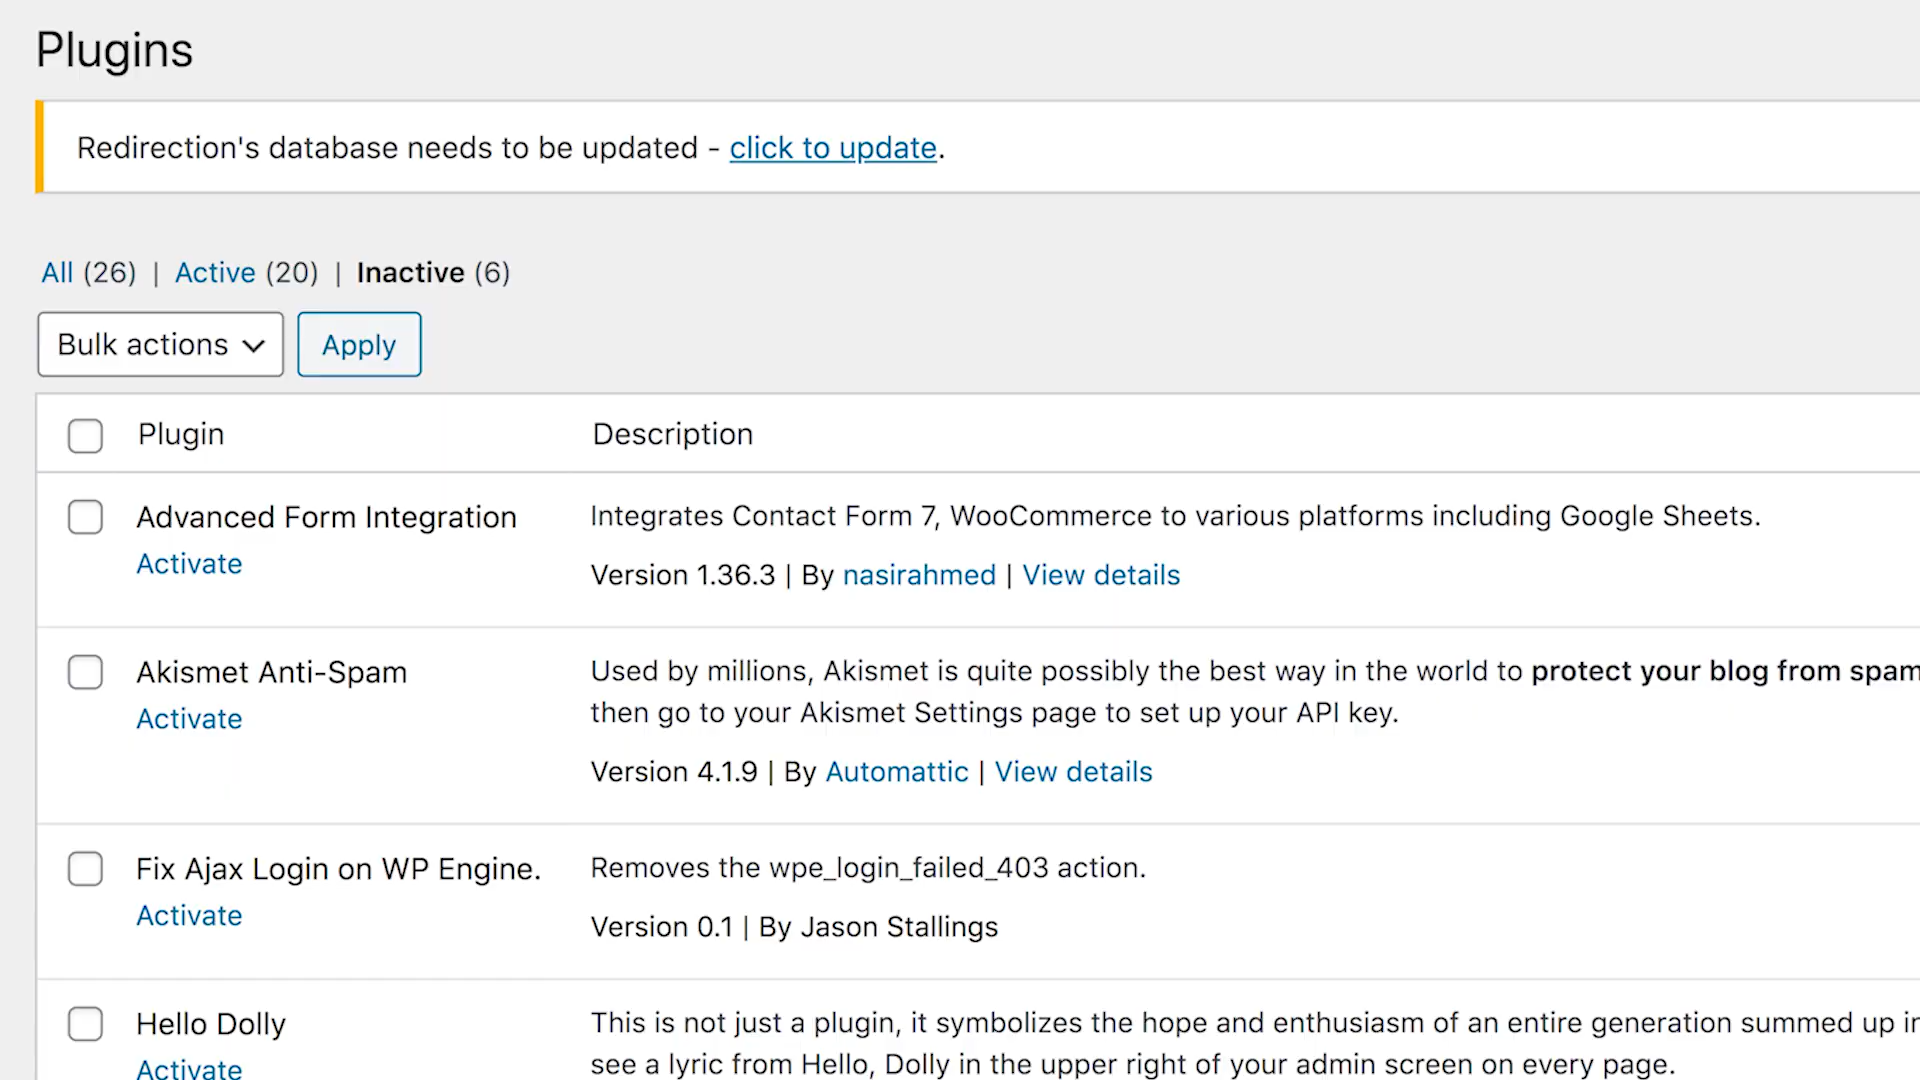 Plugins
Redirection's database needs to be updated - click to update.
All (26) | Active (20) | Inactive (6)
Bulk actions Apply
Plugin Description
Advanced Form Integration Integrates Contact Form 7, WooCommerce to various platforms including Google Sheets.
Activate Version 1.36.3 | By nasirahmed | View details
Akismet Anti-Spam Used by millions, Akismet is quite possibly the best way in the world to protect your blog from spam
Activate then go to your Akismet Settings page to set up your API key.
Version 4.1.9 | By Automattic | View details
Fix Ajax Login on WP Engine. Removes the wpe_login_failed_403 action.
Activate Version 0.1 | By Jason Stallings
Hello Dolly This is not just a plugin, it symbolizes the hope and enthusiasm of an entire generation summed up in
Activate see a lyric from Hello, Dolly in the upper right of your admin screen on every page.